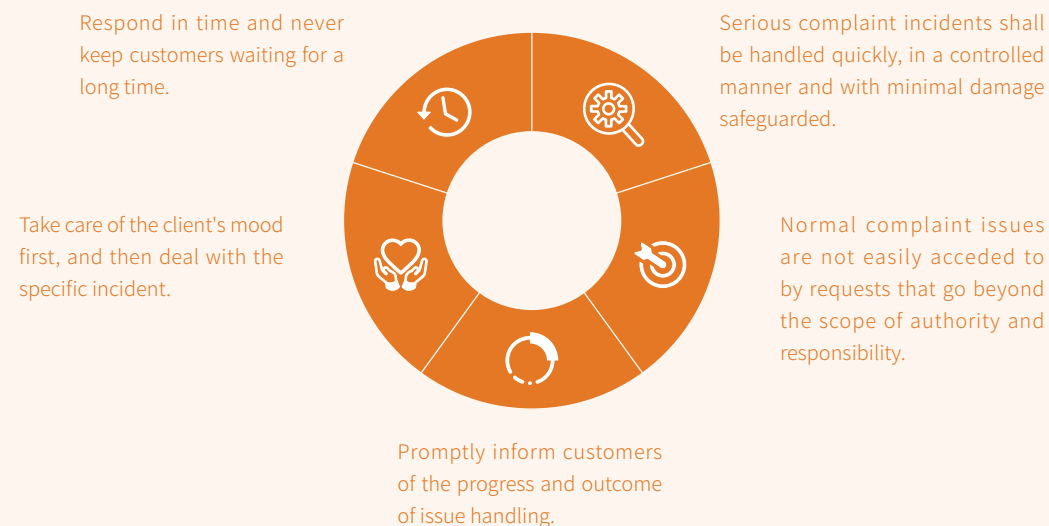 Respond in time and never
keep customers waiting for a
long time.
Serious complaint incidents shall
be handled quickly, in a controlled
manner and with minimal damage
safeguarded.
Take care of the client's mood
first, and then deal with the
specific incident.
Normal complaint issues
are not easily acceded to
by requests that go beyond
the scope of authority and
responsibility.
Promptly inform customers
of the progress and outcome
of issue handling.